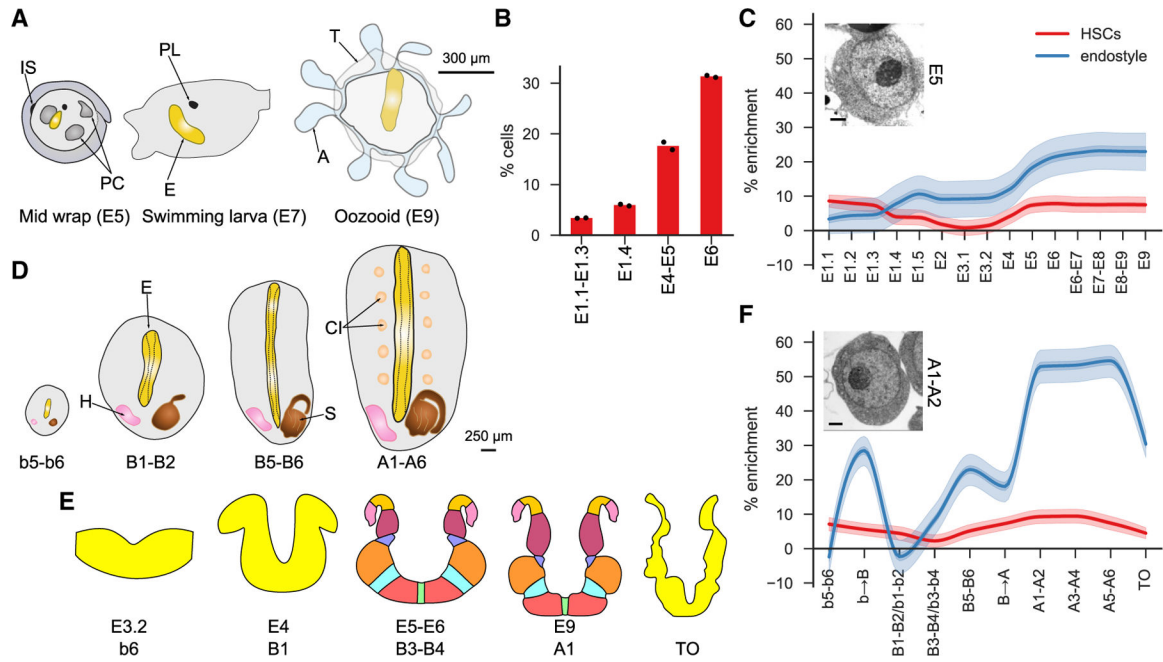 A
IS
PL
T
300 µm
PC
E
A
Mid wrap (E5)
Swimming larva (E7)
Oozooid (E9)
B
% cells
30
20
10
0
E1.1-E1.3
E1.4
E4-E5
E6
C
% enrichment
60
50
40
30
20
10
0
−10
E5
HSCs
endostyle
E1.1
E1.2
E1.3
E1.4
E1.5
E2
E3.1
E3.2
E4
E5
E6
E6-E7
E7-E8
E8-E9
E9
D
E
CI
H
S
250 µm
b5-b6
B1-B2
B5-B6
A1-A6
E
E3.2
b6
E4
B1
E5-E6
B3-B4
E9
A1
TO
F
% enrichment
60
50
40
30
20
10
0
−10
A1-A2
b5-b6
b→B
B1-B2/b1-b2
B3-B4/b3-b4
B5-B6
B→A
A1-A2
A3-A4
A5-A6
TO